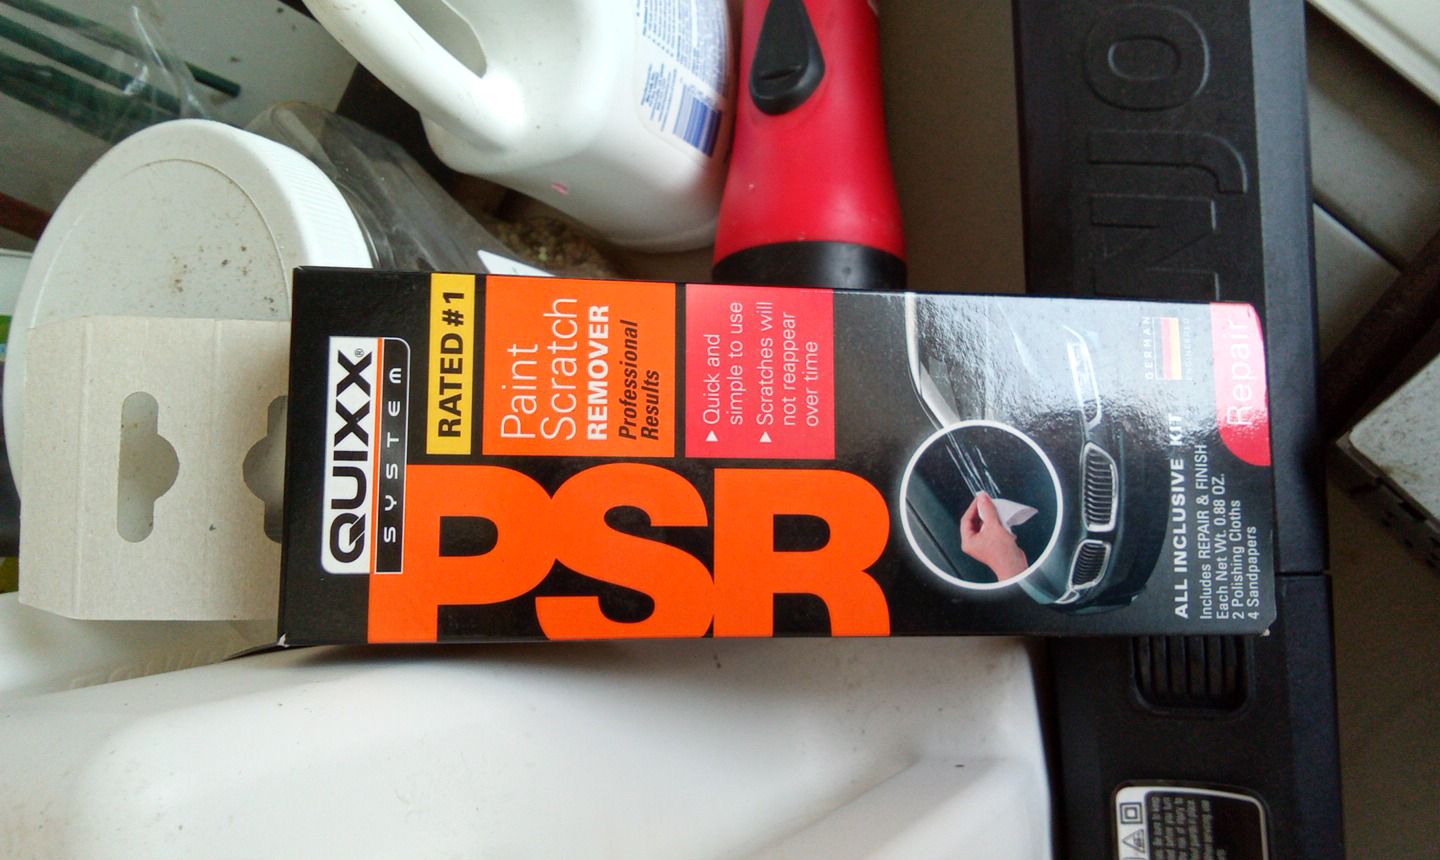 QUIXX®
SYSTEM
RATED #1
Paint
Scratch
REMOVER
Professional
Results
▶ Quick and
simple to use
▶ Scratches will
not reappear
over time
PSR
GERMAN
ENGINEERED
ALL INCLUSIVE KIT
Includes REPAIR & FINISH
Each Net Wt. 0.88 OZ.
2 Polishing Cloths
4 Sandpapers
Repair